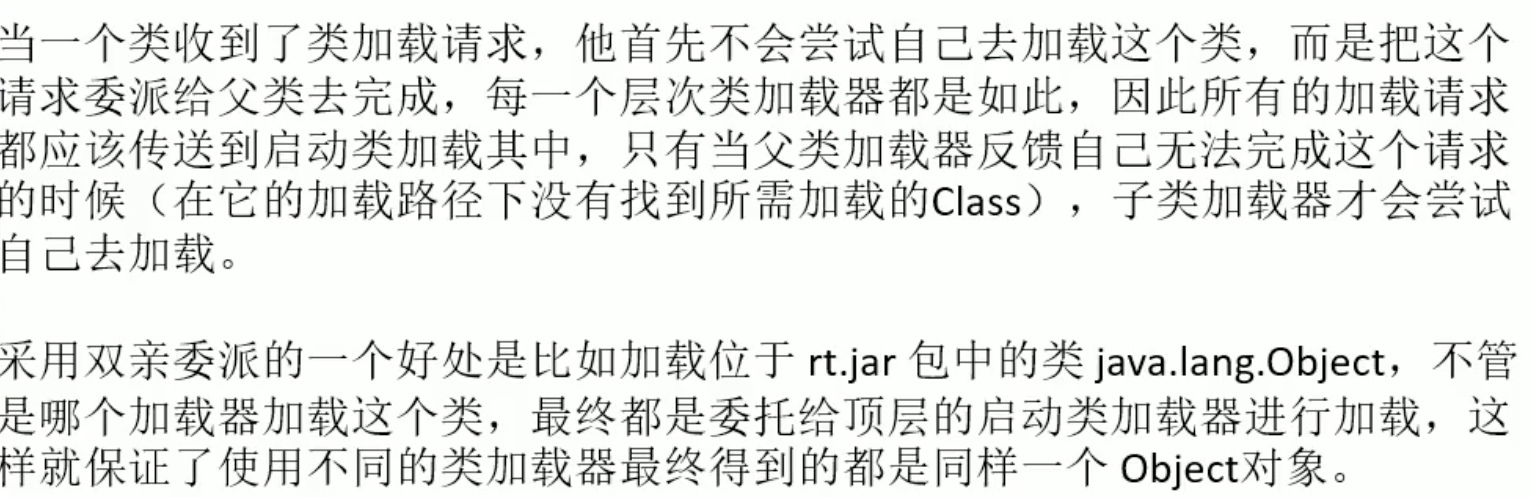 当一个类收到了类加载请求，他首先不会尝试自己去加载这个类，而是把这个
请求委派给父类去完成，每一个层次类加载器都是如此，因此所有的加载请求
都应该传送到启动类加载其中，只有当父类加载器反馈自己无法完成这个请求
的时候（在它的加载路径下没有找到所需加载的Class），子类加载器才会尝试
自己去加载。
采用双亲委派的一个好处是比如加载位于 rt.jar 包中的类 java.lang.Object，不管
是哪个加载器加载这个类，最终都是委托给顶层的启动类加载器进行加载，这
样就保证了使用不同的类加载器最终得到的都是同样一个 Object对象。